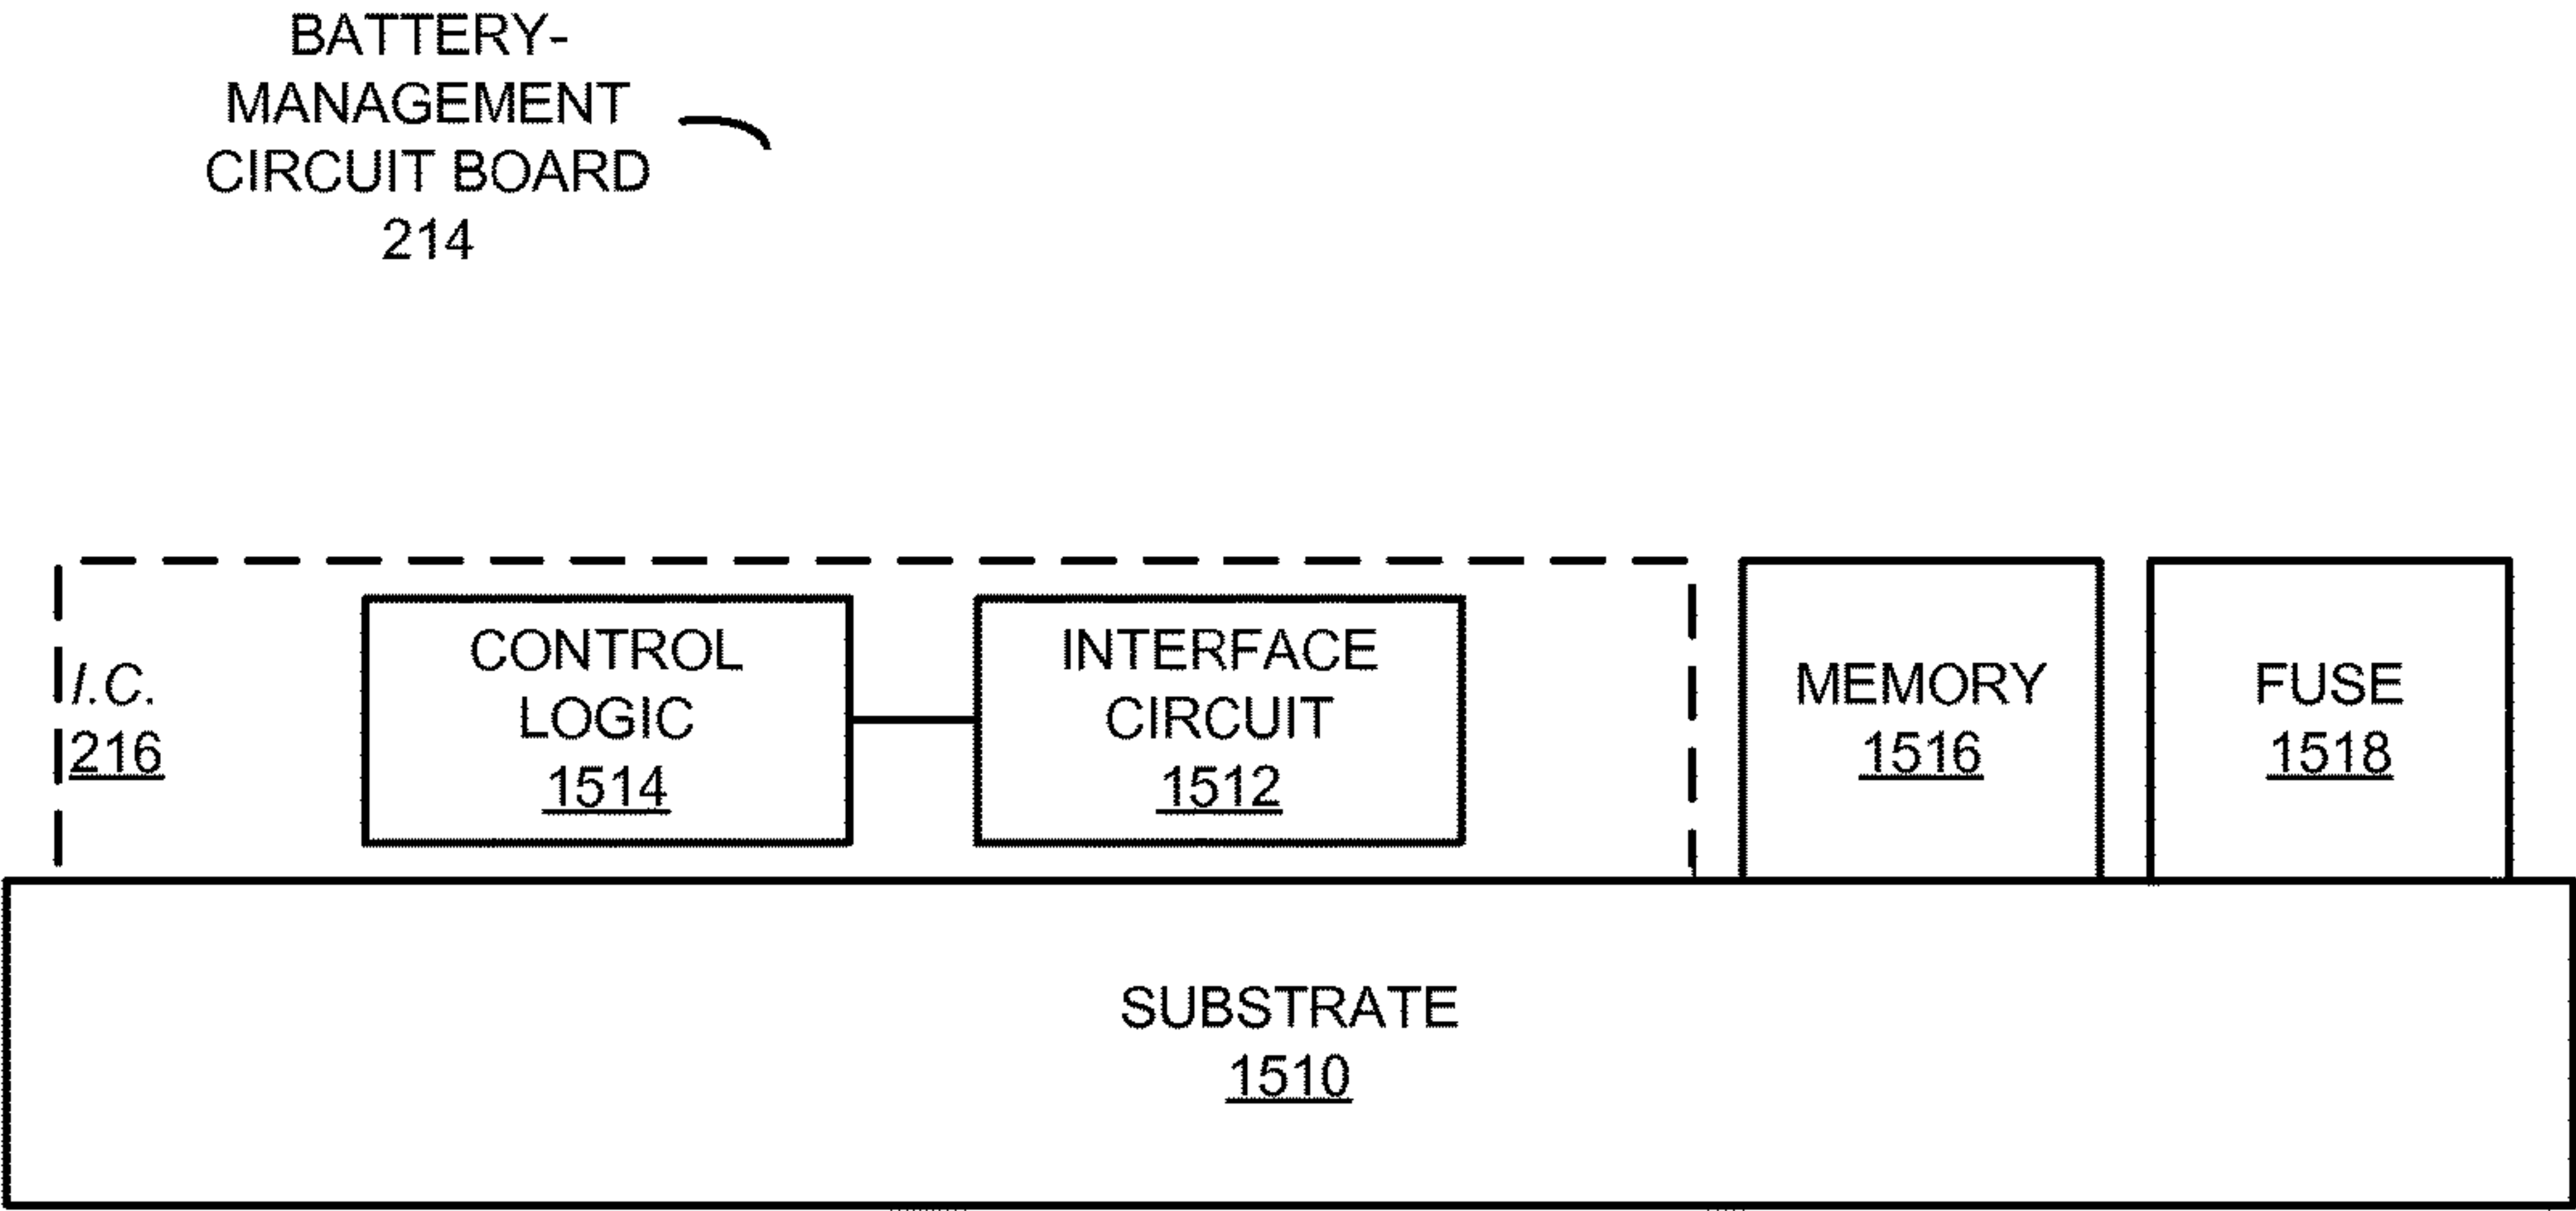 BATTERY-
MANAGEMENT
CIRCUIT BOARD
214
I.C.
216
CONTROL
LOGIC
1514
INTERFACE
CIRCUIT
1512
MEMORY
1516
FUSE
1518
SUBSTRATE
1510